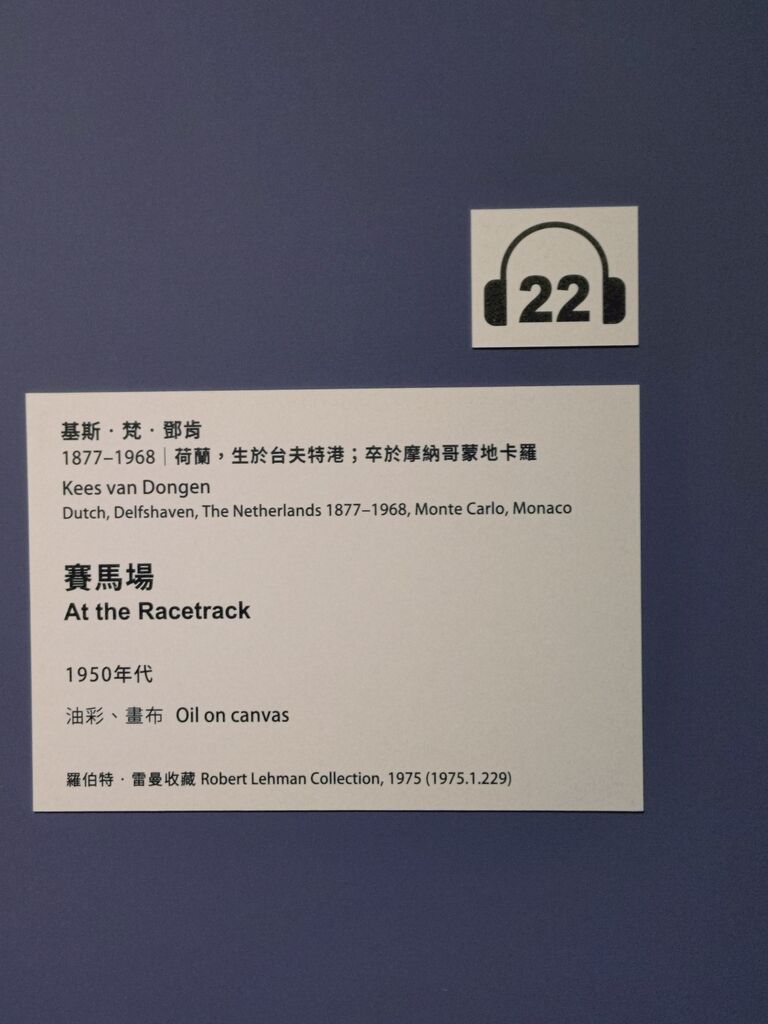 22
基斯．梵．鄧肯
1877–1968｜荷蘭，生於台夫特港；卒於摩納哥蒙地卡羅
Kees van Dongen
Dutch, Delfshaven, The Netherlands 1877–1968, Monte Carlo, Monaco
賽馬場
At the Racetrack
1950年代
油彩、畫布 Oil on canvas
羅伯特．雷曼收藏 Robert Lehman Collection, 1975 (1975.1.229)